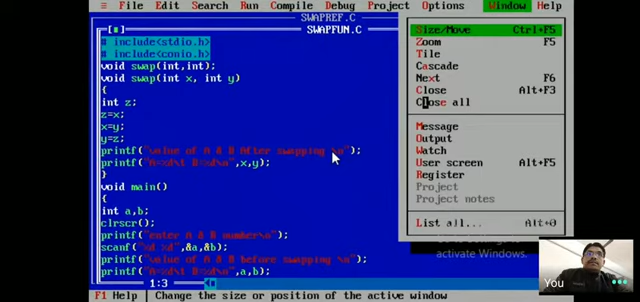 ≡ File Edit Search Run Compile Debug Project Options Window Help
SWAPREF.C
SWAPFUN.C
# include<stdio.h>
# include<conio.h>
void swap(int,int);
void swap(int x, int y)
{
int z;
z=x;
x=y;
y=z;
printf("value of A & B After swapping \n");
printf("A=%d\t B=%d\n",x,y);
}
void main()
{
int a,b;
clrscr();
printf("enter A & B number\n");
scanf("%d %d",&a,&b);
printf("value of A & B before swapping \n");
printf("A=%d\t B=%d\n",a,b);
1:3
Size/Move Ctrl+F5
Zoom F5
Tile
Cascade
Next F6
Close Alt+F3
Close all
Message
Output
Watch
User screen Alt+F5
Register
Project
Project notes
List all... Alt+0
activate Windows.
You
F1 Help Change the size or position of the active window